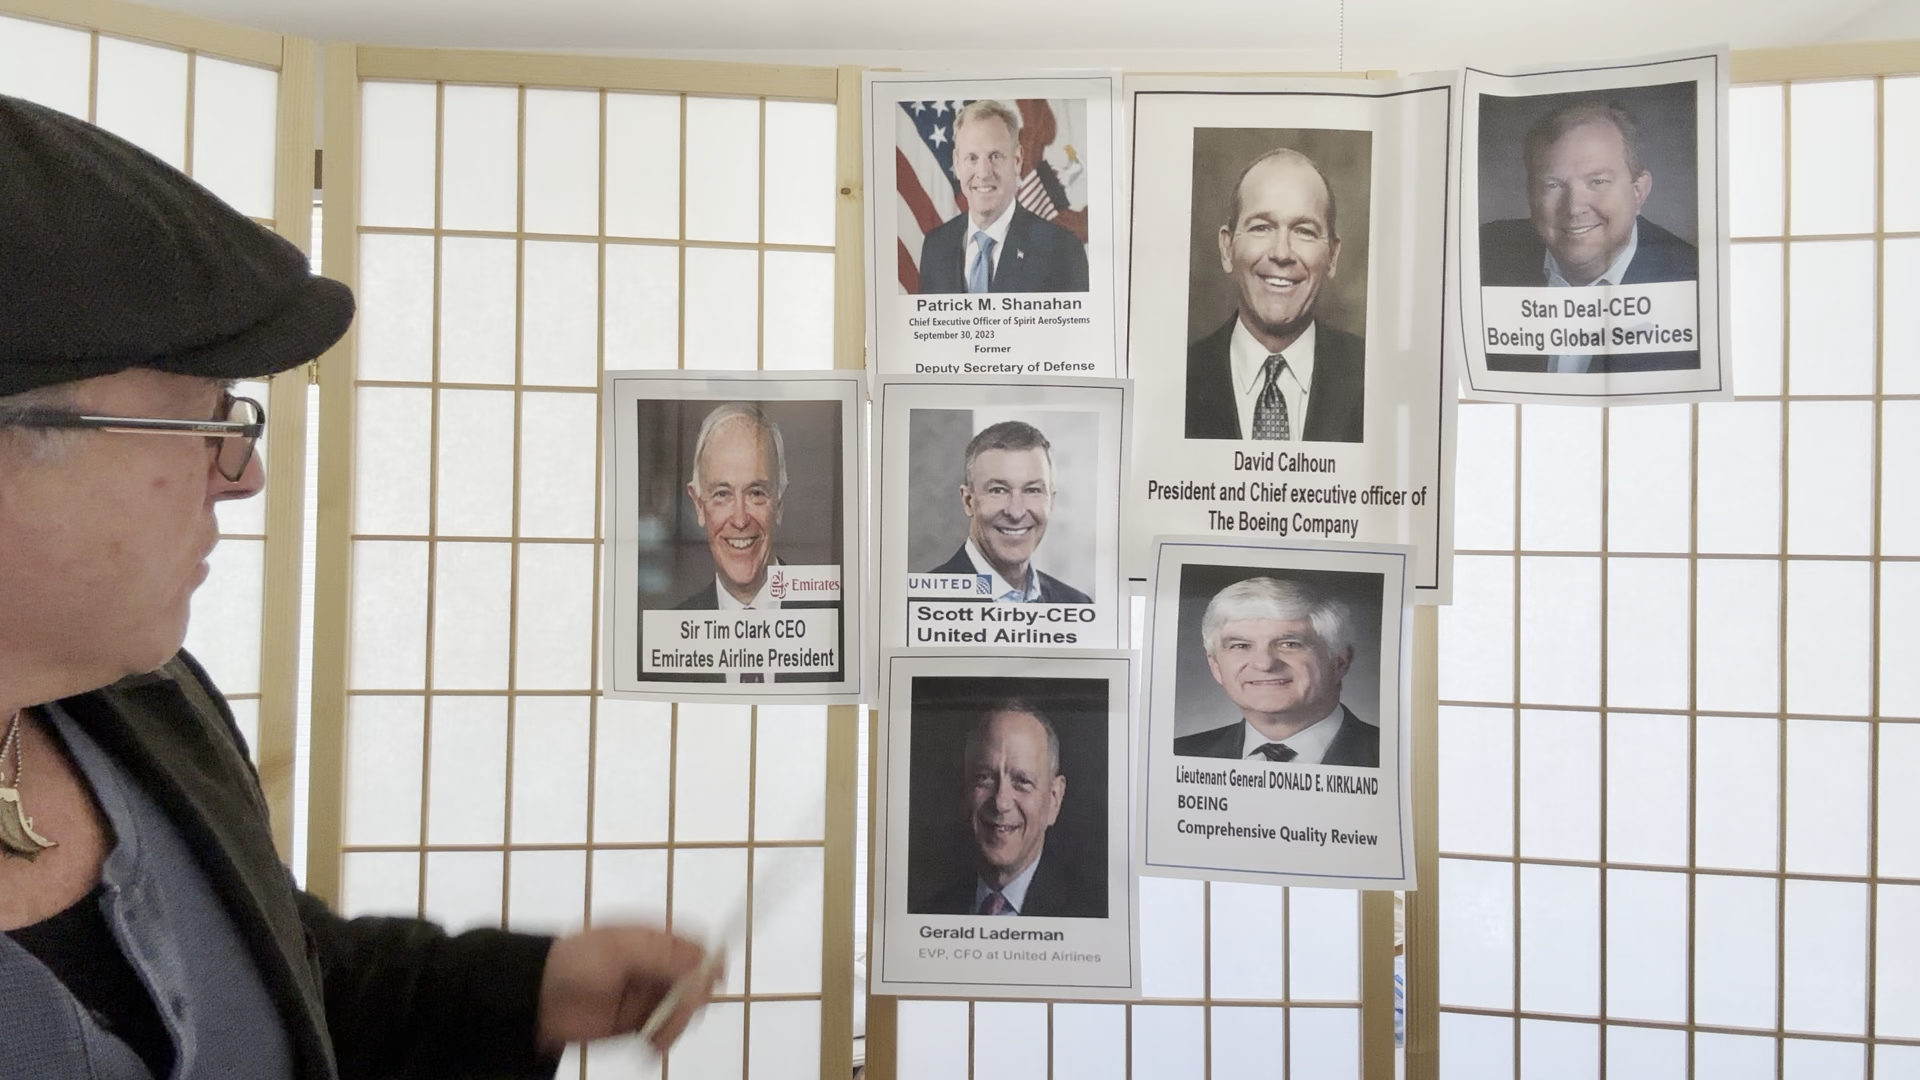 Patrick M. Shanahan
Chief Executive Officer of Spirit AeroSystems
September 30, 2023
Former
Deputy Secretary of Defense
David Calhoun
President and Chief executive officer of
The Boeing Company
Stan Deal-CEO
Boeing Global Services
Emirates
Sir Tim Clark CEO
Emirates Airline President
UNITED
Scott Kirby-CEO
United Airlines
Lieutenant General DONALD E. KIRKLAND
BOEING
Comprehensive Quality Review
Gerald Laderman
EVP, CFO at United Airlines
LACOSTE